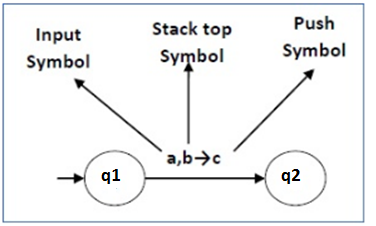 Input
Symbol
Stack top
Symbol
Push
Symbol
a,b→c
q1
q2